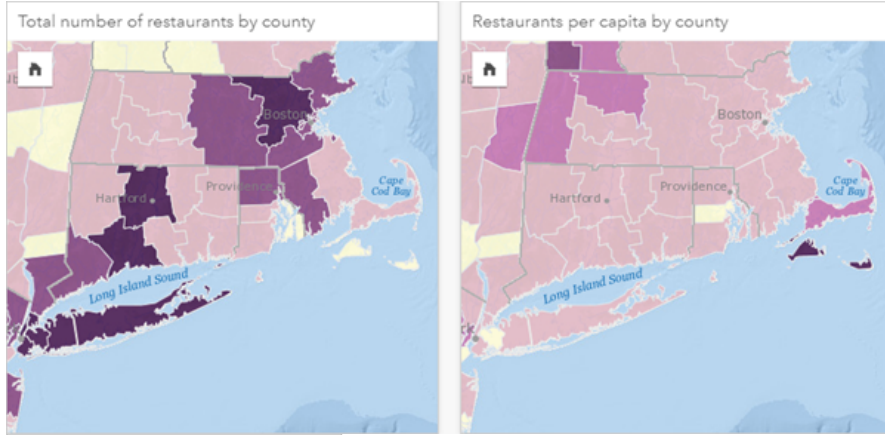 Total number of restaurants by county
Boston
Cape
Cod Bay
Hartford
Providence
Long Island Sound
Restaurants per capita by county
Boston
Cape
Cod Bay
Hartford
Providence
Long Island Sound